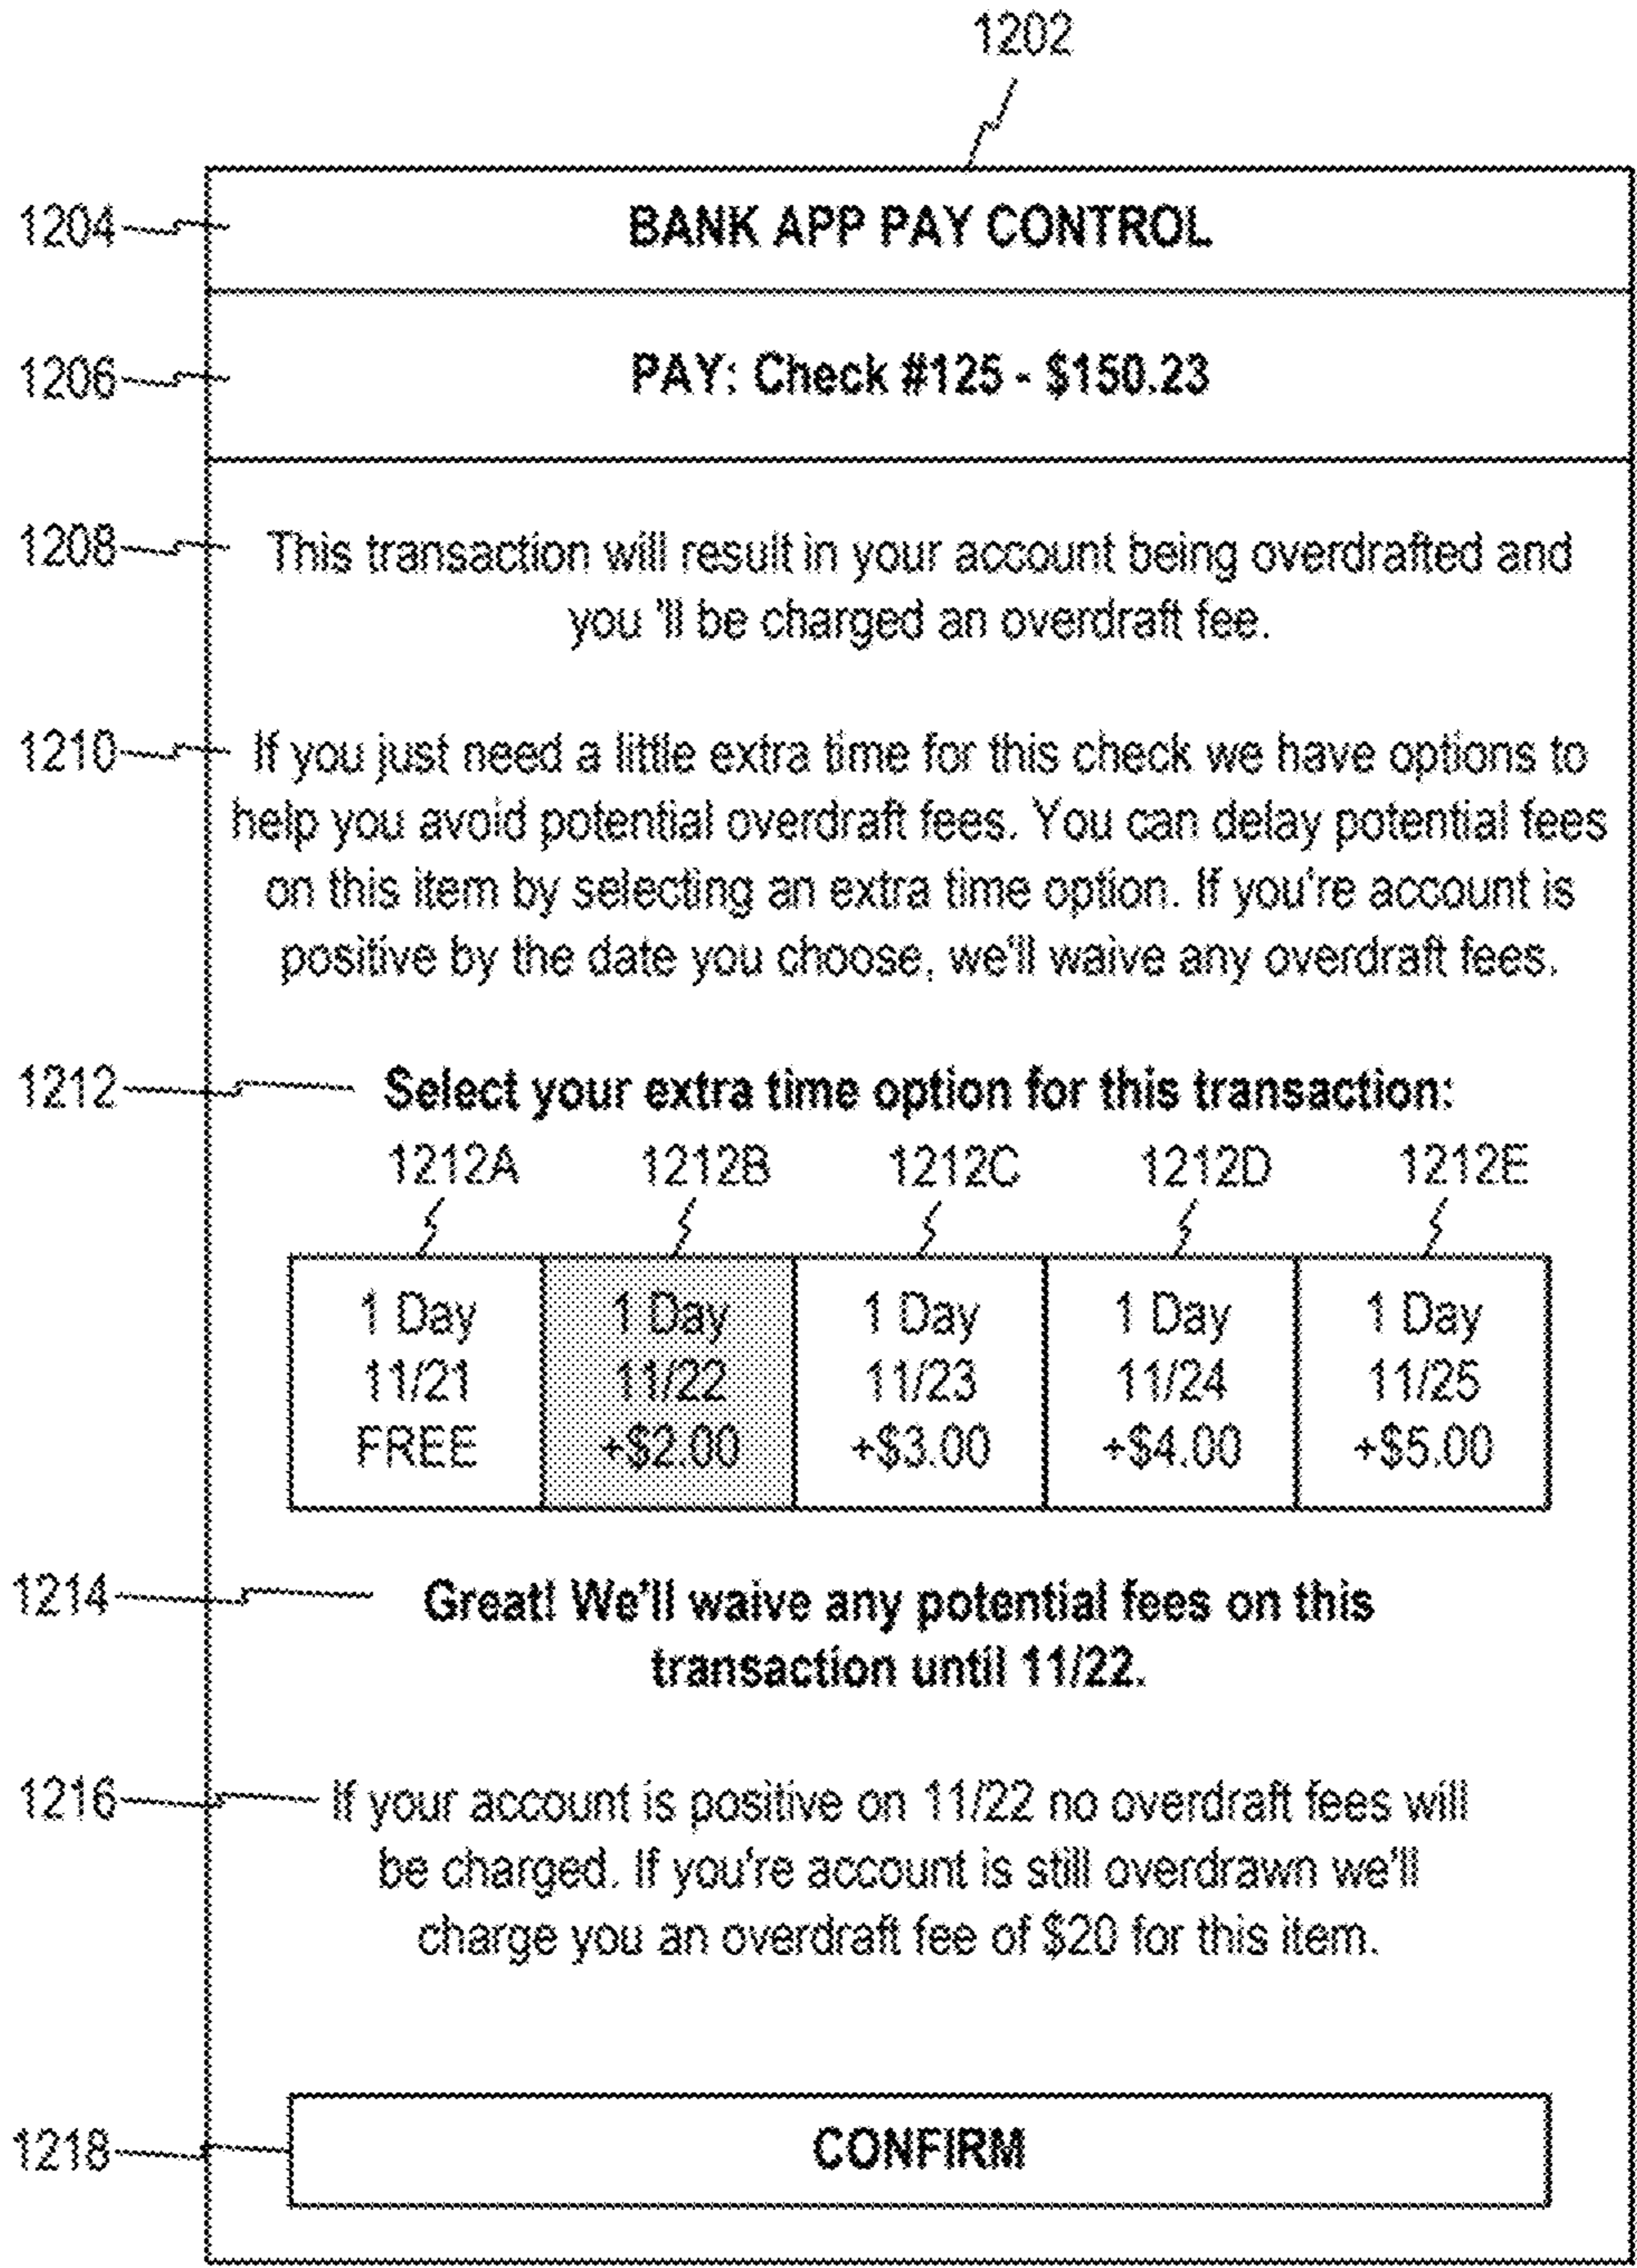 1202
1204
BANK APP PAY CONTROL
1206
PAY: Check #125 - $150.23
1208
This transaction will result in your account being overdrafted and
you 'll be charged an overdraft fee.
1210
If you just need a little extra time for this check we have options to
help you avoid potential overdraft fees. You can delay potential fees
on this item by selecting an extra time option. If you're account is
positive by the date you choose, we'll waive any overdraft fees.
1212
Select your extra time option for this transaction:
1212A 1212B 1212C 1212D 1212E
1 Day 1 Day 1 Day 1 Day 1 Day
11/21 11/22 11/23 11/24 11/25
FREE +$2.00 +$3.00 +$4.00 +$5.00
1214
Great! We'll waive any potential fees on this
transaction until 11/22.
1216
If your account is positive on 11/22 no overdraft fees will
be charged. If you're account is still overdrawn we'll
charge you an overdraft fee of $20 for this item.
1218
CONFIRM